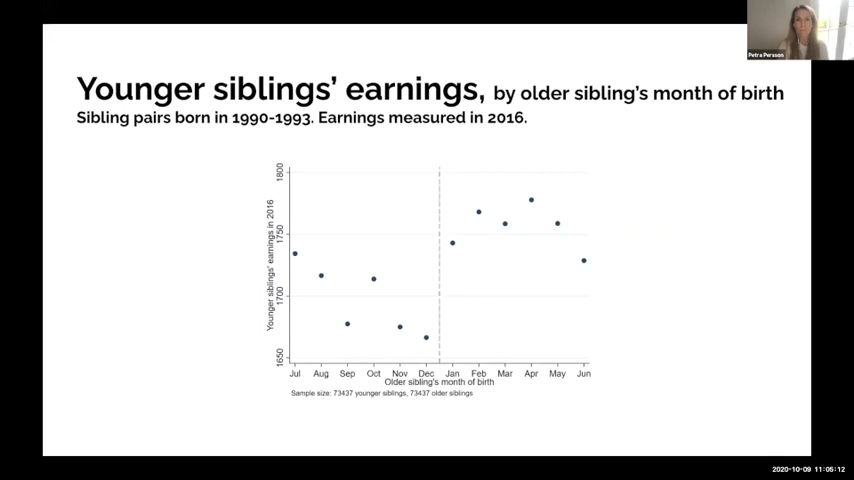 Petra Persson
Younger siblings' earnings, by older sibling's month of birth
Sibling pairs born in 1990-1993. Earnings measured in 2016.
1800
1750
1700
1650
Younger siblings' earnings in 2016
Jul Aug Sep Oct Nov Dec Jan Feb Mar Apr May Jun
Older sibling's month of birth
Sample size: 73437 younger siblings, 73437 older siblings
2020-10-09 11:05:12